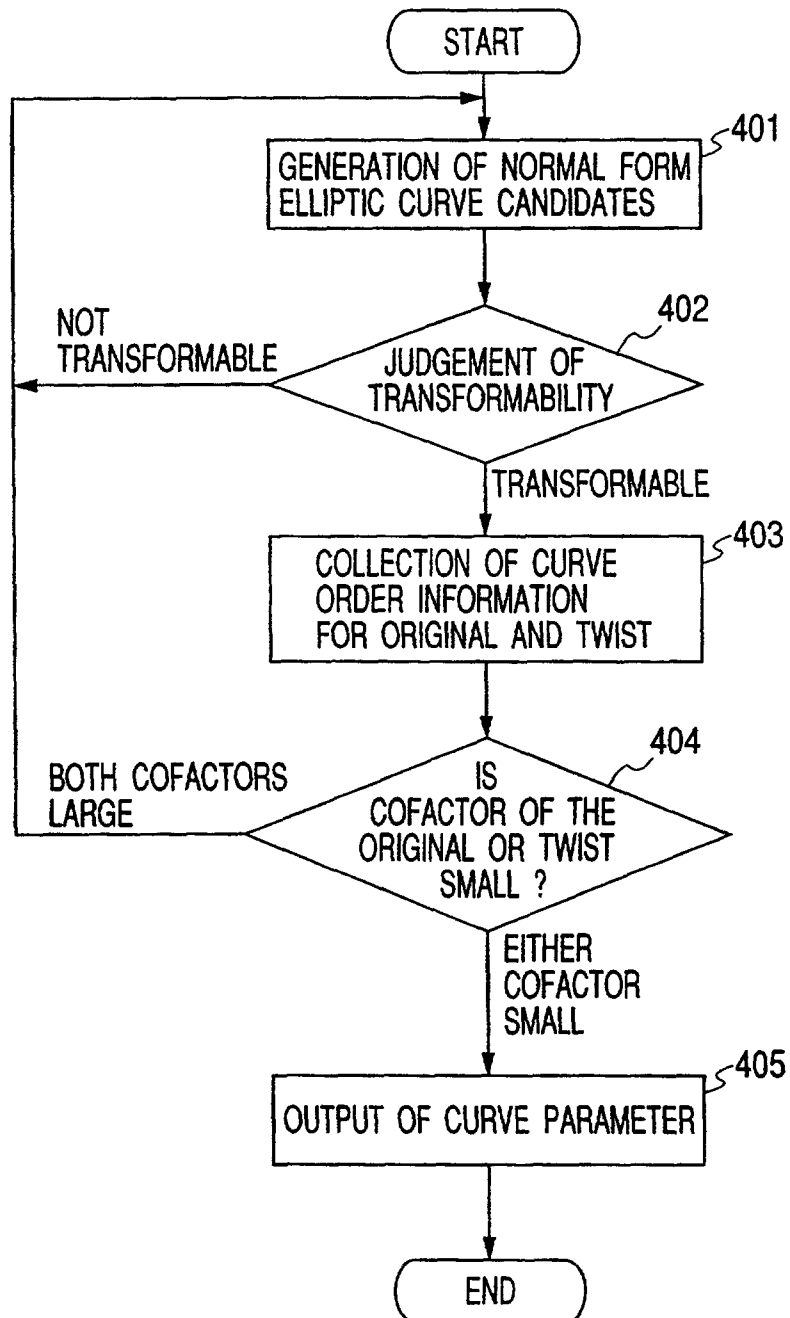 START
401
GENERATION OF NORMAL FORM
ELLIPTIC CURVE CANDIDATES
402
NOT
TRANSFORMABLE
JUDGEMENT OF
TRANSFORMABILITY
TRANSFORMABLE
403
COLLECTION OF CURVE
ORDER INFORMATION
FOR ORIGINAL AND TWIST
404
BOTH COFACTORS
LARGE
IS
COFACTOR OF THE
ORIGINAL OR TWIST
SMALL ?
EITHER
COFACTOR
SMALL
405
OUTPUT OF CURVE PARAMETER
END